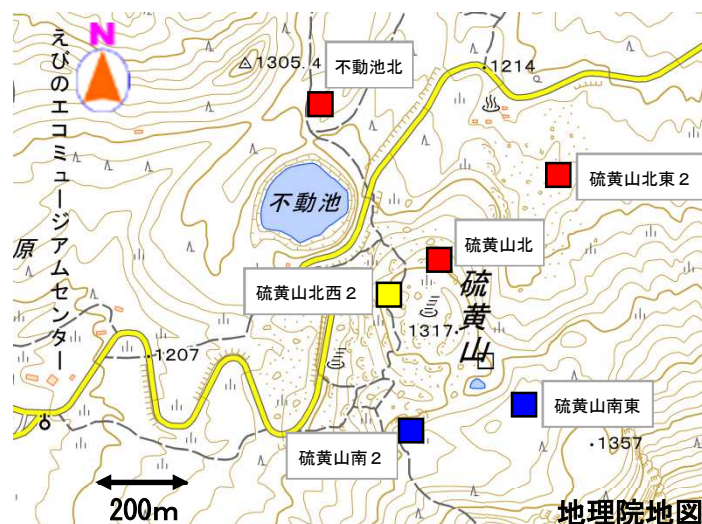 N
えびのエコミュージアムセンター
1305.4
不動池北
1214
硫黄山北東2
不動池
原
硫黄山北
硫黄山北西2
硫黄山
1317
1207
硫黄山南東
硫黄山南2
1357
200m
地理院地図